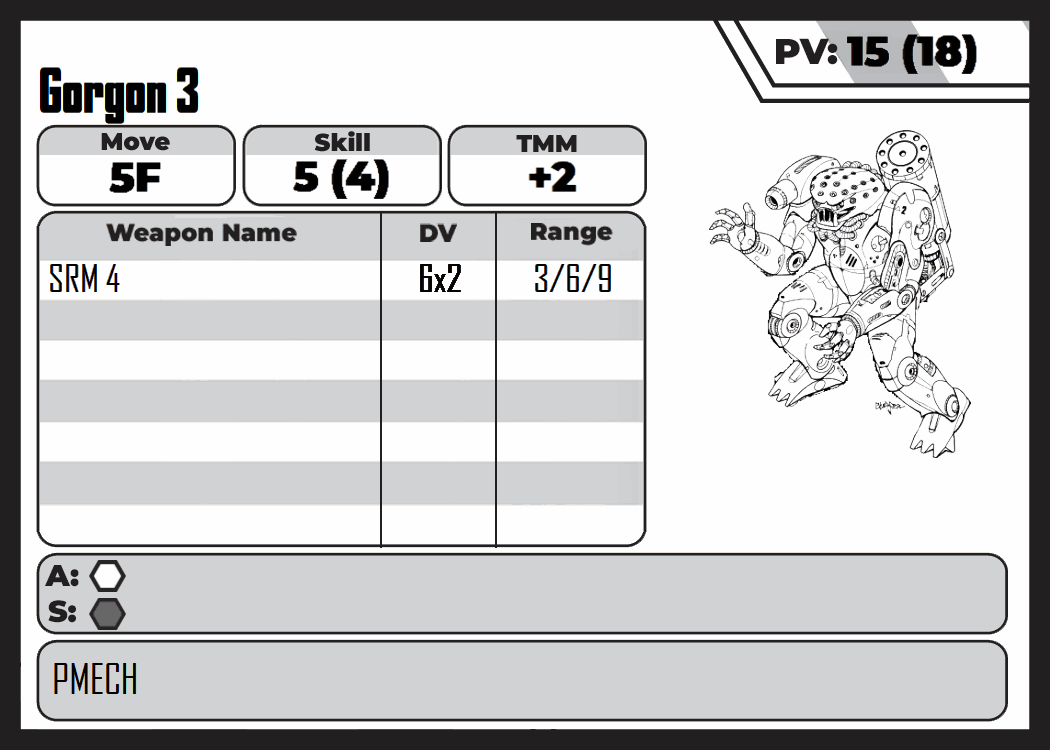 PV: 15 (18)
Gorgon 3
Move Skill TMM
5F 5 (4) +2
Weapon Name DV Range
SRM 4 6x2 3/6/9
A:
S:
PMECH
2